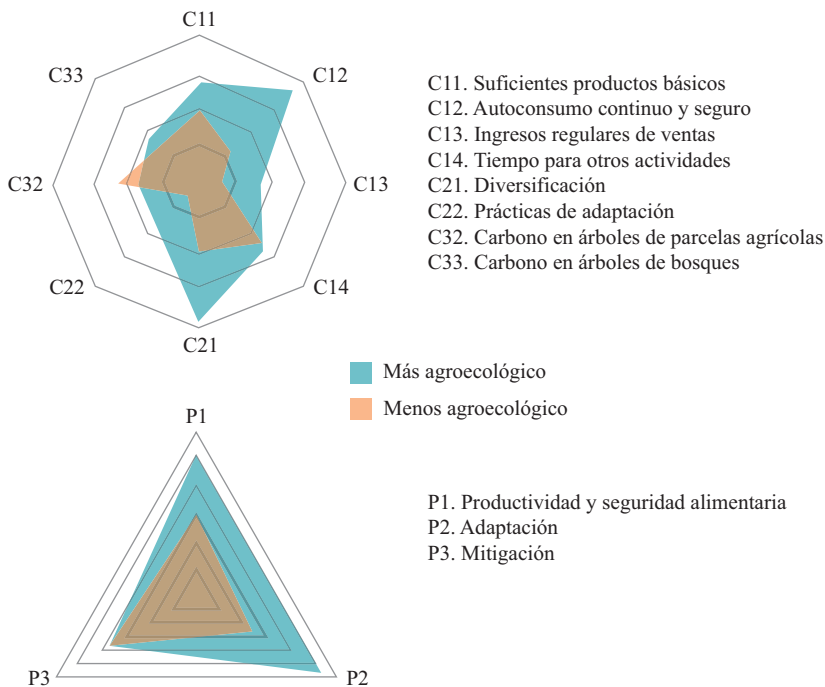 C11
C33
C12
C32
C13
C22
C14
C21
C11. Suficientes productos básicos
C12. Autoconsumo continuo y seguro
C13. Ingresos regulares de ventas
C14. Tiempo para otros actividades
C21. Diversificación
C22. Prácticas de adaptación
C32. Carbono en árboles de parcelas agrícolas
C33. Carbono en árboles de bosques
Más agroecológico
Menos agroecológico
P1
P3
P2
P1. Productividad y seguridad alimentaria
P2. Adaptación
P3. Mitigación